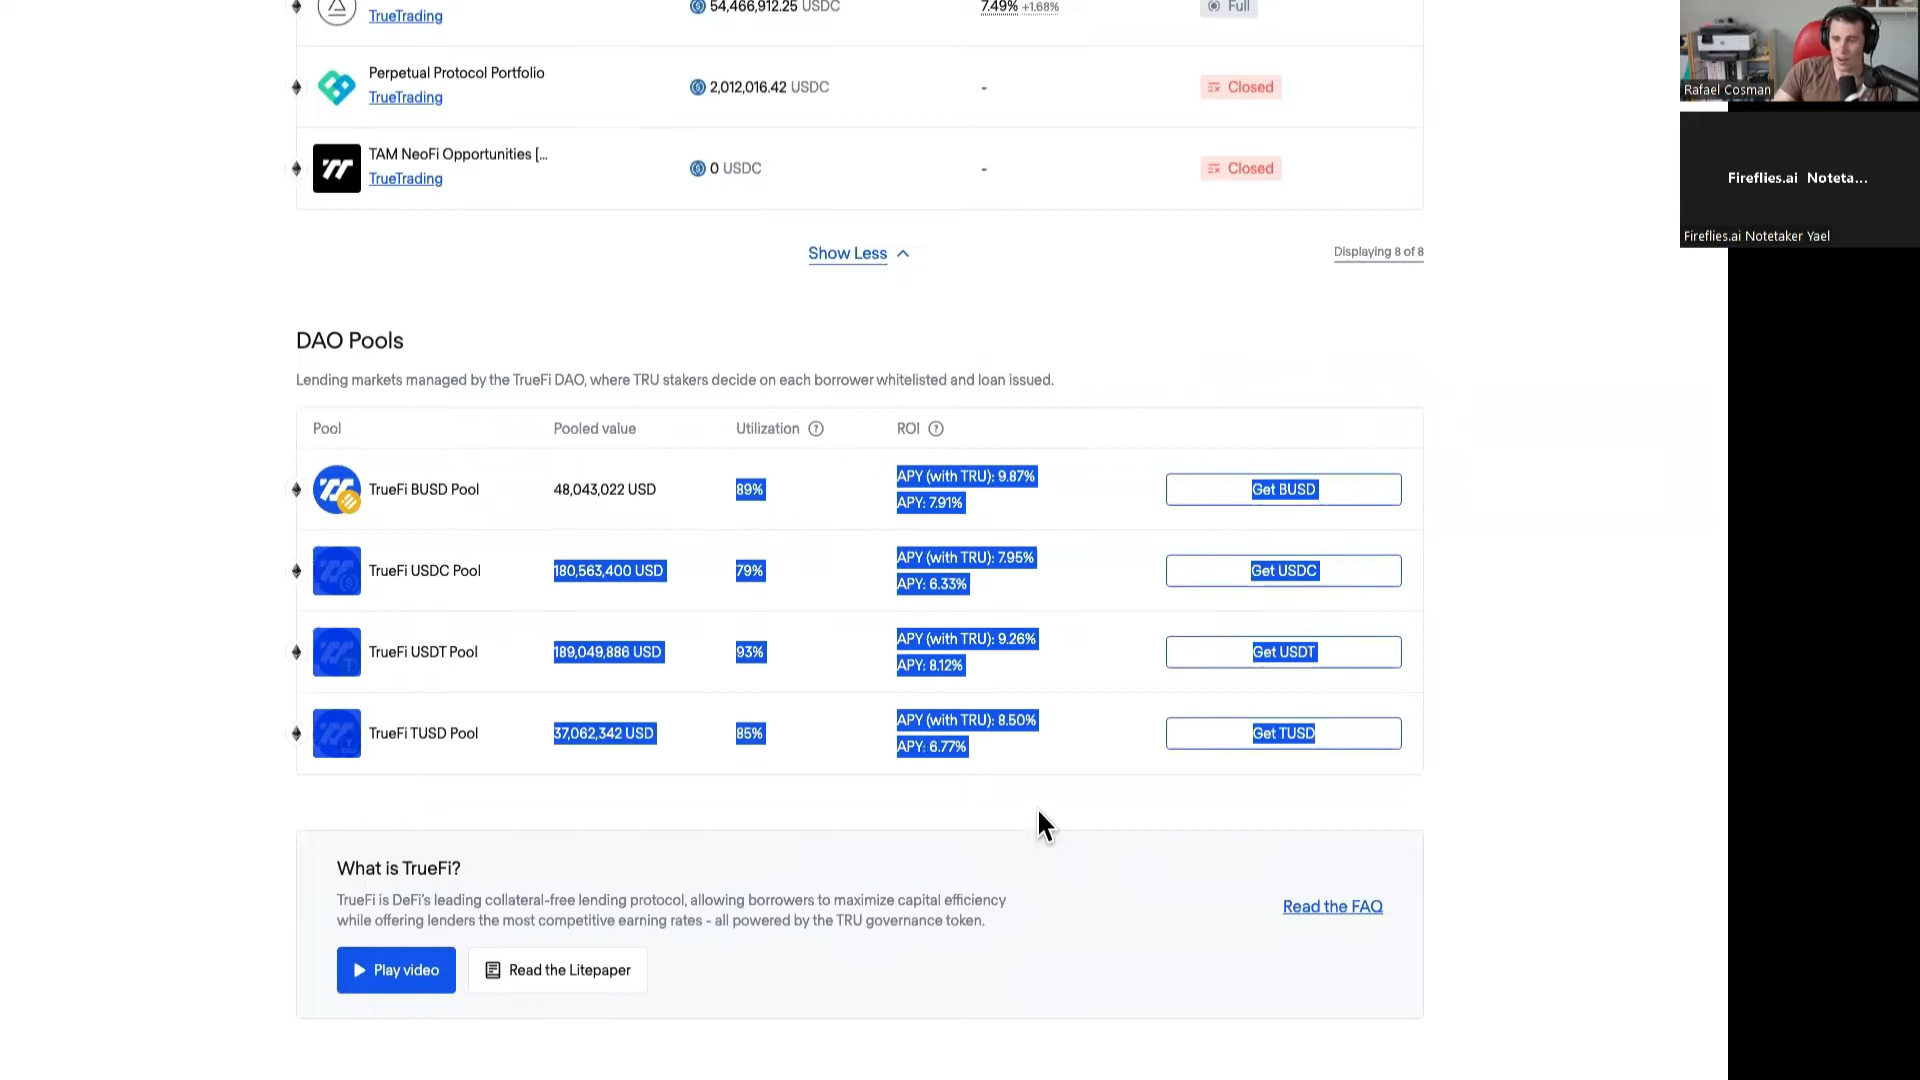 TrueTrading
54,466,912.25 USDC
7.49% +1.68%
Full
Perpetual Protocol Portfolio
TrueTrading
2,012,016.42 USDC
-
Closed
TAM NeoFi Opportunities [...
TrueTrading
0 USDC
-
Closed
Show Less
Displaying 8 of 8
DAO Pools
Lending markets managed by the TrueFi DAO, where TRU stakers decide on each borrower whitelisted and loan issued.
Pool Pooled value Utilization ? ROI ?
TrueFi BUSD Pool
48,043,022 USD
89%
APY (with TRU): 9.87%
APY: 7.91%
Get BUSD
TrueFi USDC Pool
180,563,400 USD
79%
APY (with TRU): 7.95%
APY: 6.33%
Get USDC
TrueFi USDT Pool
189,049,886 USD
93%
APY (with TRU): 9.26%
APY: 8.12%
Get USDT
TrueFi TUSD Pool
37,062,342 USD
85%
APY (with TRU): 8.50%
APY: 6.77%
Get TUSD
What is TrueFi?
TrueFi is DeFi's leading collateral-free lending protocol, allowing borrowers to maximize capital efficiency
while offering lenders the most competitive earning rates - all powered by the TRU governance token.
Read the FAQ
Play video
Read the Litepaper
Rafael Cosman
Fireflies.ai Noteta...
Fireflies.ai Notetaker Yael